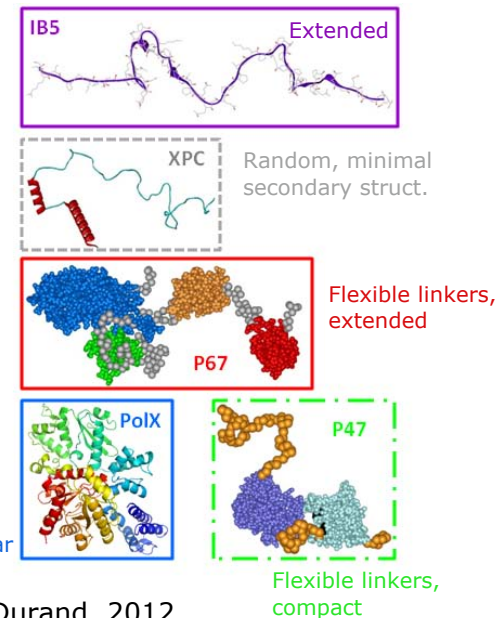 IB5
Extended
XPC
Random, minimal
secondary struct.
P67
Flexible linkers,
extended
PolX
P47
Flexible linkers,
compact
Durand, 2012